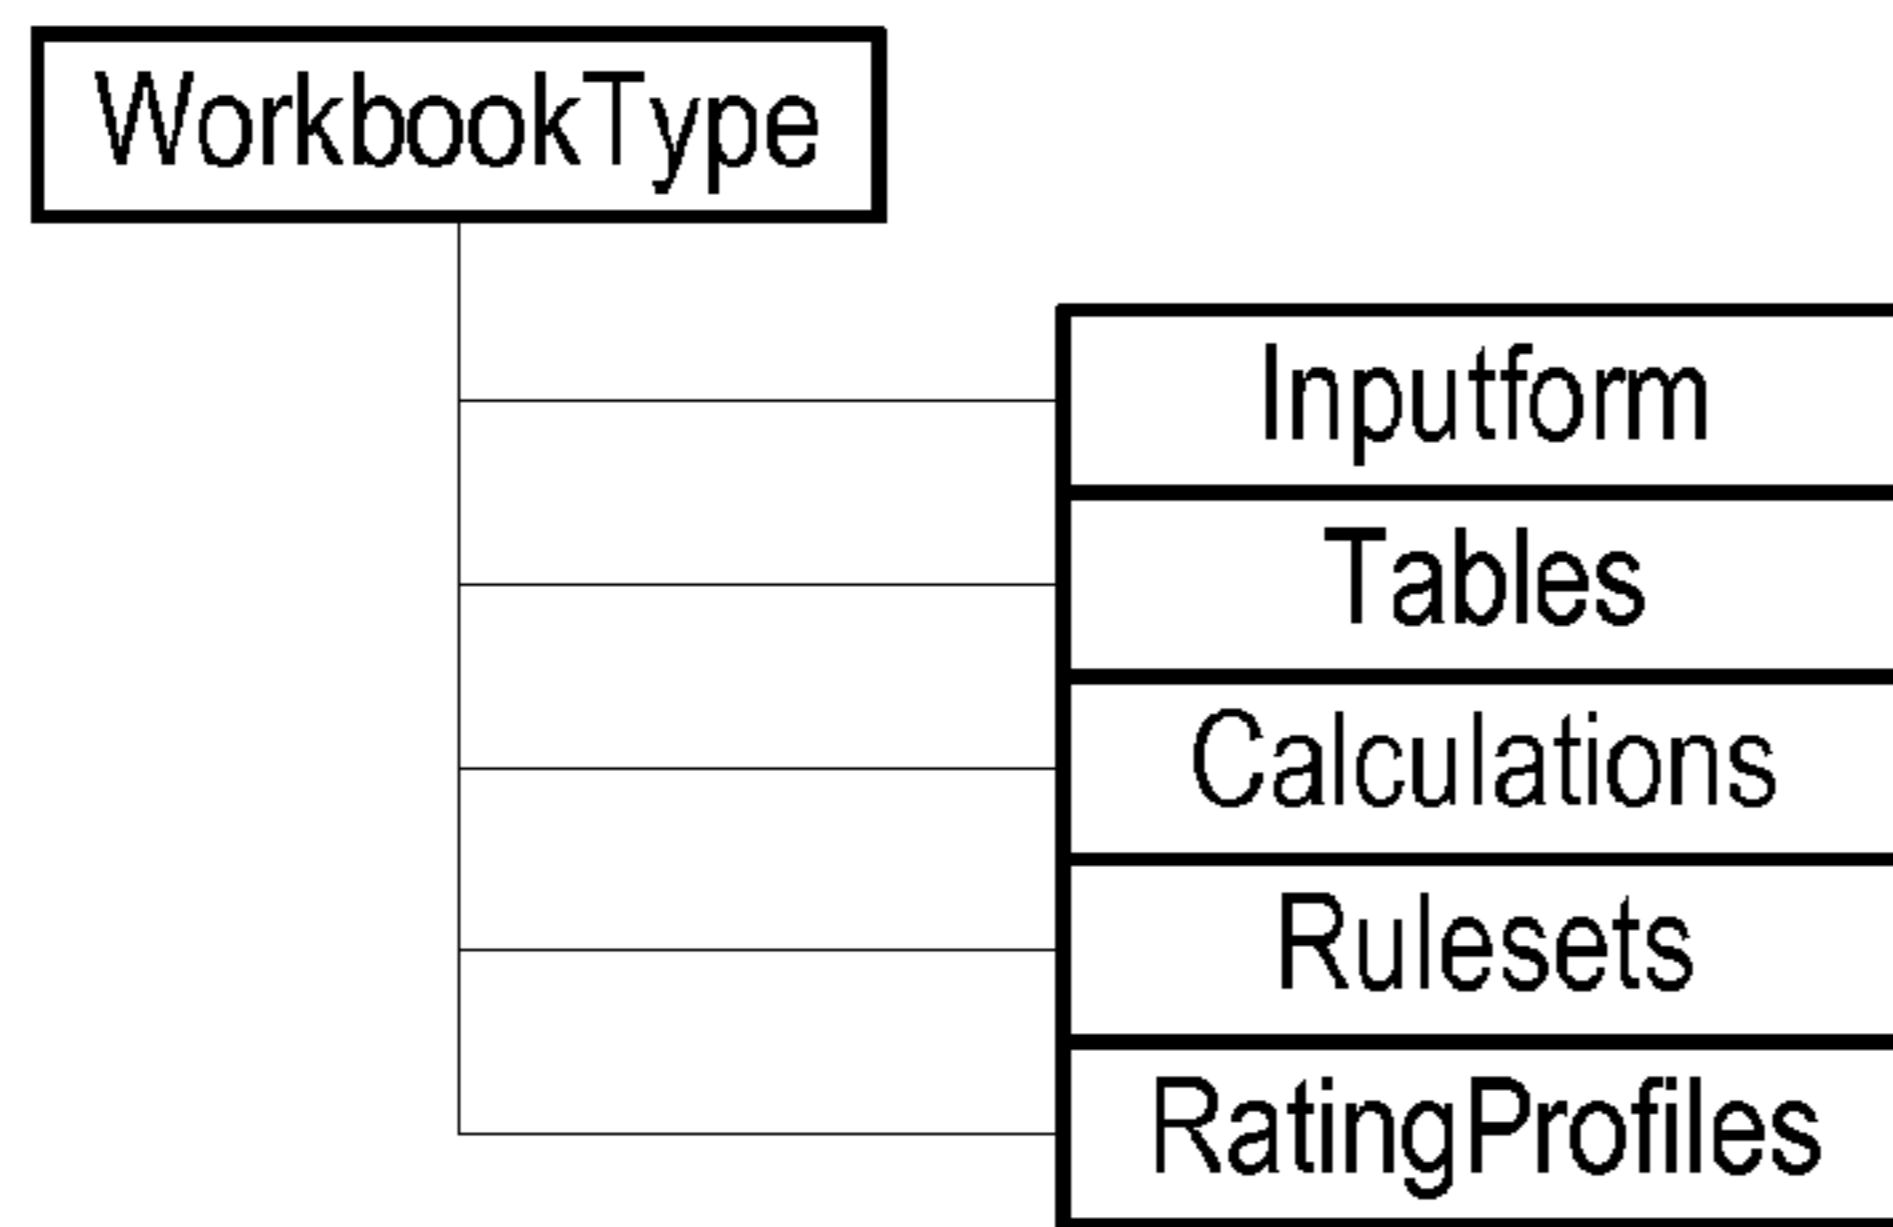 WorkbookType
Inputform
Tables
Calculations
Rulesets
RatingProfiles